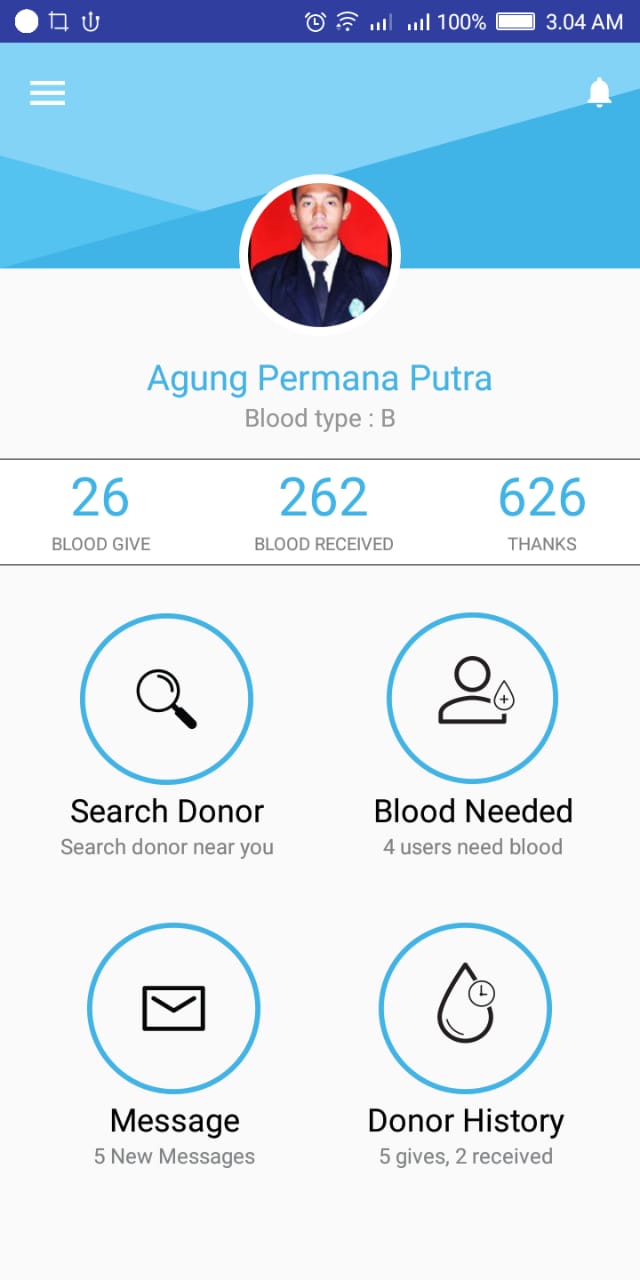 100% 3.04 AM
Agung Permana Putra
Blood type : B
26 262 626
BLOOD GIVE BLOOD RECEIVED THANKS
Search Donor Blood Needed
Search donor near you 4 users need blood
Message Donor History
5 New Messages 5 gives, 2 received